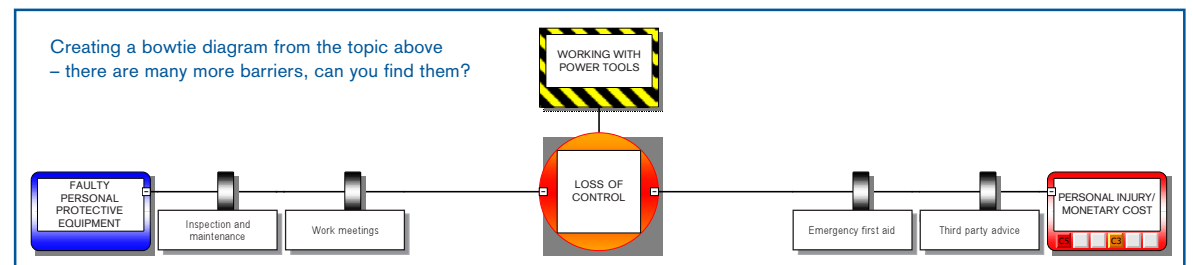 Creating a bowtie diagram from the topic above
– there are many more barriers, can you find them?
WORKING WITH
POWER TOOLS
FAULTY
PERSONAL
PROTECTIVE
EQUIPMENT
Inspection and
maintenance
Work meetings
LOSS OF
CONTROL
Emergency first aid
Third party advice
PERSONAL INJURY/
MONETARY COST
C5 C3